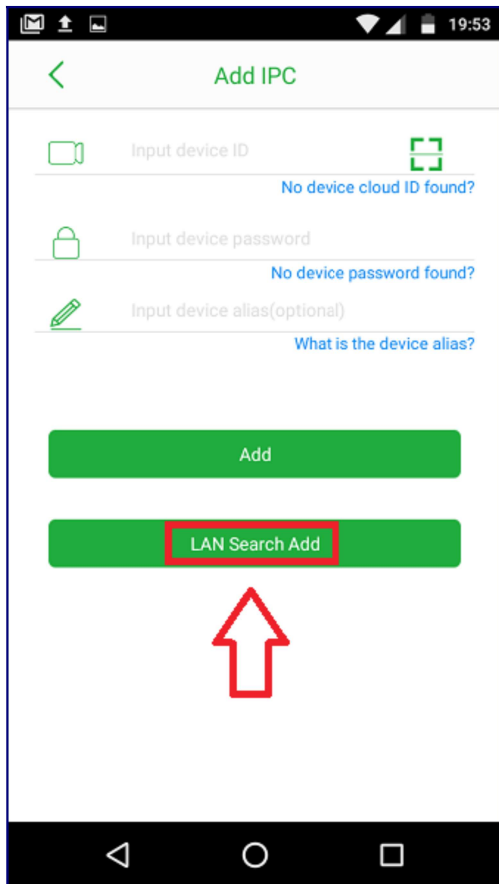 19:53
Add IPC
Input device ID
No device cloud ID found?
Input device password
No device password found?
Input device alias(optional)
What is the device alias?
Add
LAN Search Add